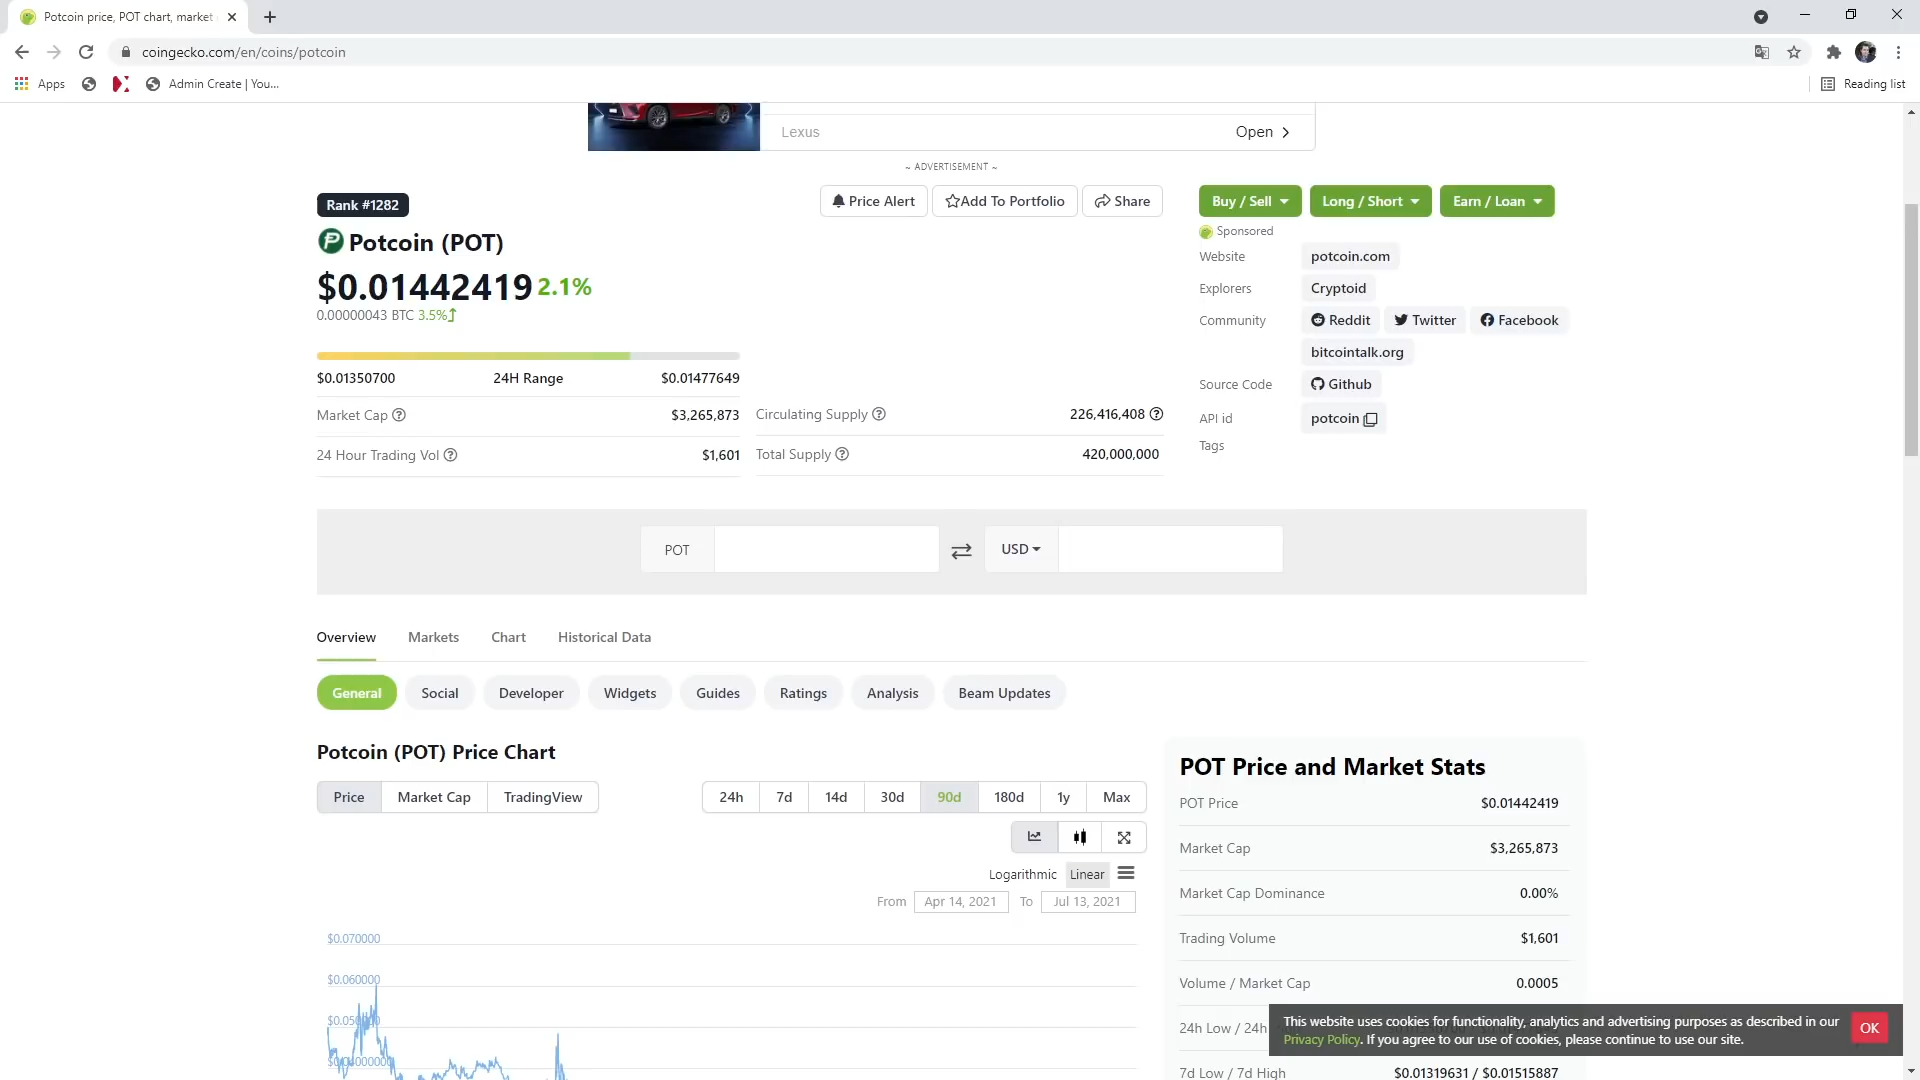 Potcoin price, POT chart, market
coingecko.com/en/coins/potcoin
Apps
Admin Create | You...
Reading list
Lexus
Open
~ ADVERTISEMENT ~
Rank #1282
Price Alert
Add To Portfolio
Share
Buy / Sell
Long / Short
Earn / Loan
Sponsored
Potcoin (POT)
$0.01442419 2.1%
0.00000043 BTC 3.5%
$0.01350700 24H Range $0.01477649
Market Cap $3,265,873
24 Hour Trading Vol $1,601
Circulating Supply 226,416,408
Total Supply 420,000,000
Website potcoin.com
Explorers Cryptoid
Community Reddit Twitter Facebook
bitcointalk.org
Source Code Github
API id potcoin
Tags
POT USD
Overview Markets Chart Historical Data
General Social Developer Widgets Guides Ratings Analysis Beam Updates
Potcoin (POT) Price Chart
Price Market Cap TradingView
24h 7d 14d 30d 90d 180d 1y Max
Logarithmic Linear
From Apr 14, 2021 To Jul 13, 2021
$0.070000
$0.060000
POT Price and Market Stats
POT Price $0.01442419
Market Cap $3,265,873
Market Cap Dominance 0.00%
Trading Volume $1,601
Volume / Market Cap 0.0005
24h Low / 24h
7d Low / 7d High $0.01319631 / $0.01515887
This website uses cookies for functionality, analytics and advertising purposes as described in our
Privacy Policy. If you agree to our use of cookies, please continue to use our site.
OK